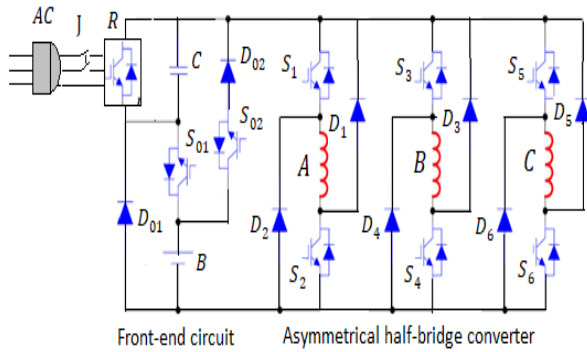 AC J R
C D02 S1 S3 S5
S01 S02 D1 D3 D5
A B C
D01 D2 D4 D6
B S2 S4 S6
Front-end circuit Asymmetrical half-bridge converter